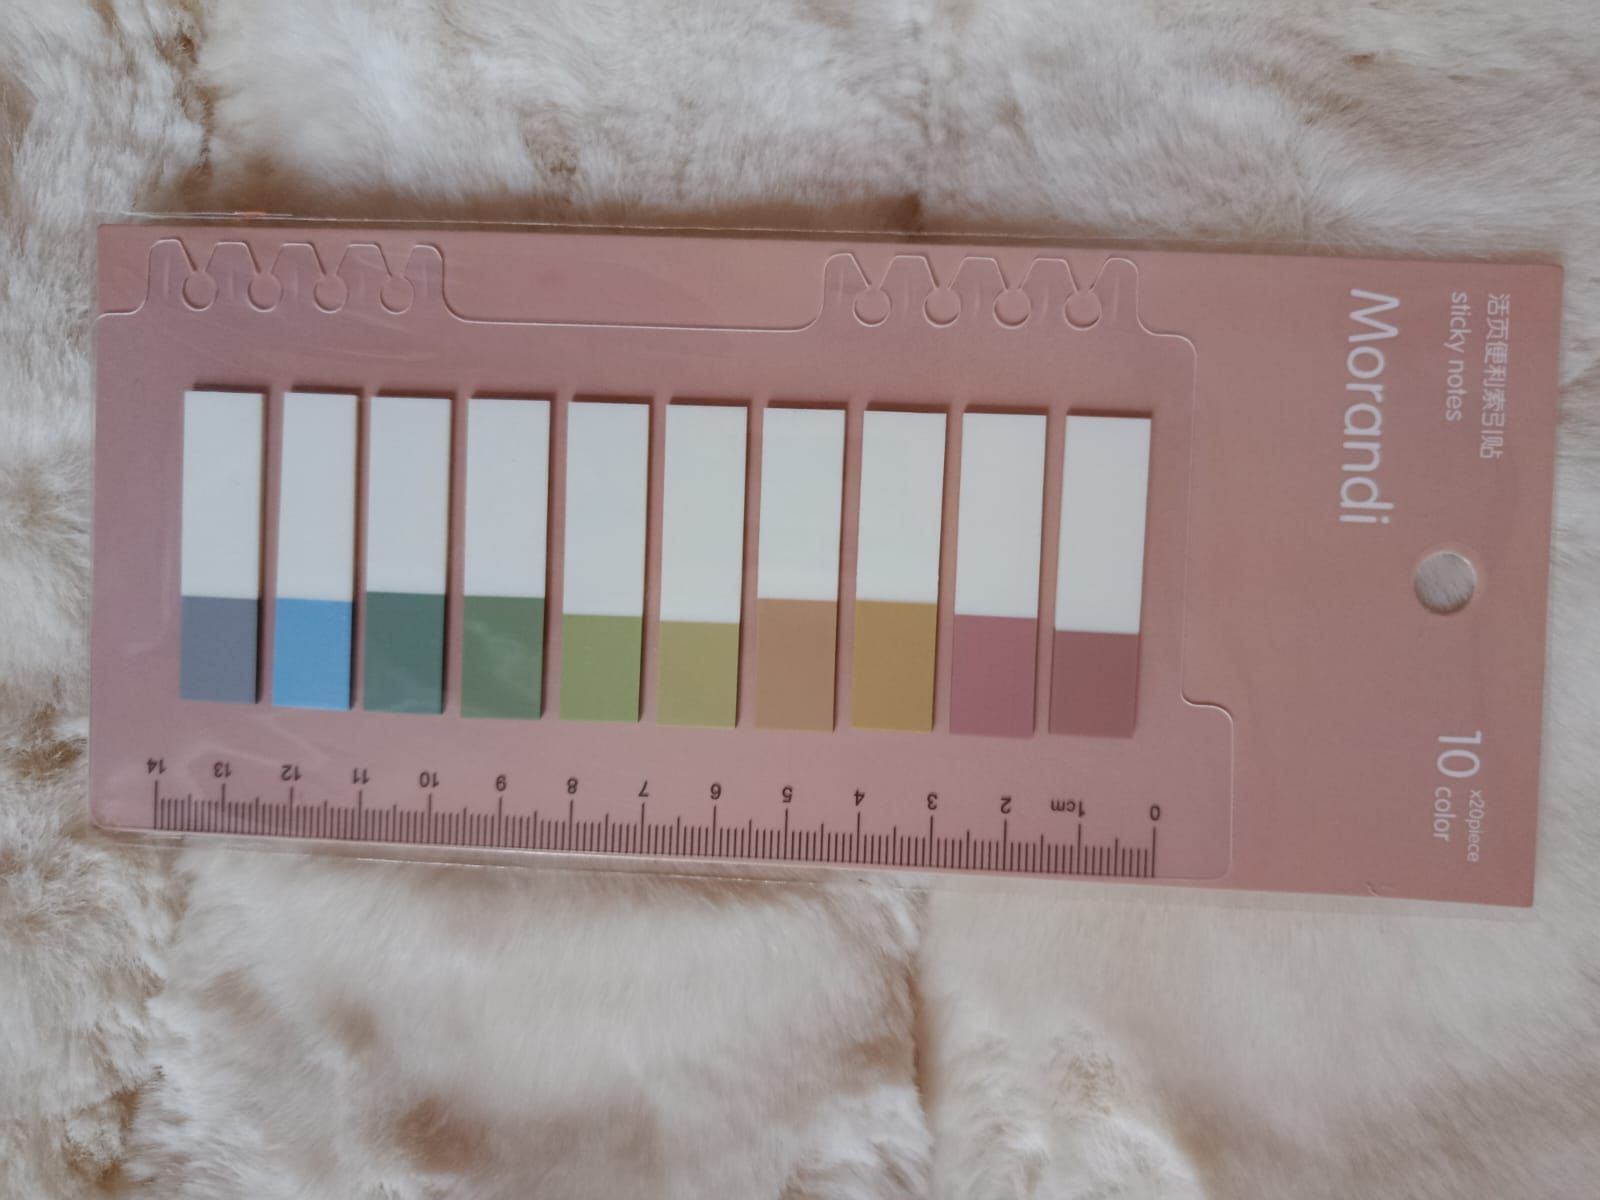 活页便利索引贴
sticky notes
Morandi
10 color
x20piece
0 1cm 2 3 4 5 6 7 8 9 10 11 12 13 14